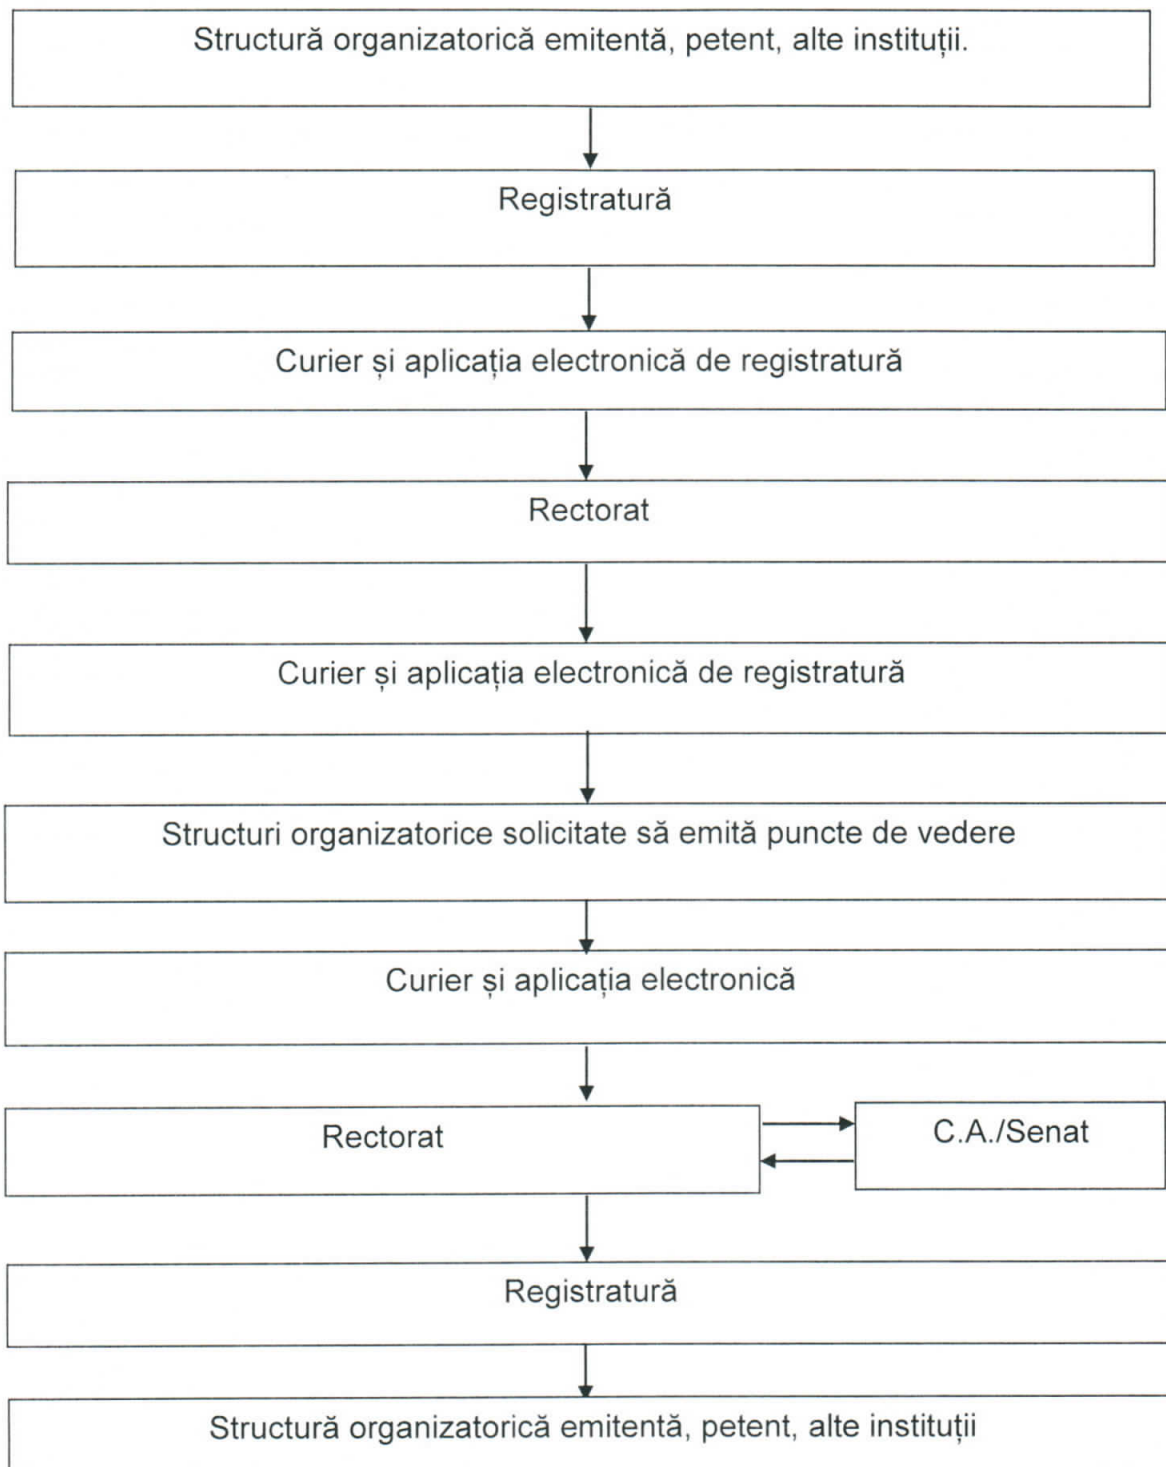 Structură organizatorică emitentă, petent, alte instituții.
Registratură
Curier și aplicația electronică de registratură
Rectorat
Curier și aplicația electronică de registratură
Structuri organizatorice solicitate să emită puncte de vedere
Curier și aplicația electronică
Rectorat
C.A./Senat
Registratură
Structură organizatorică emitentă, petent, alte instituții